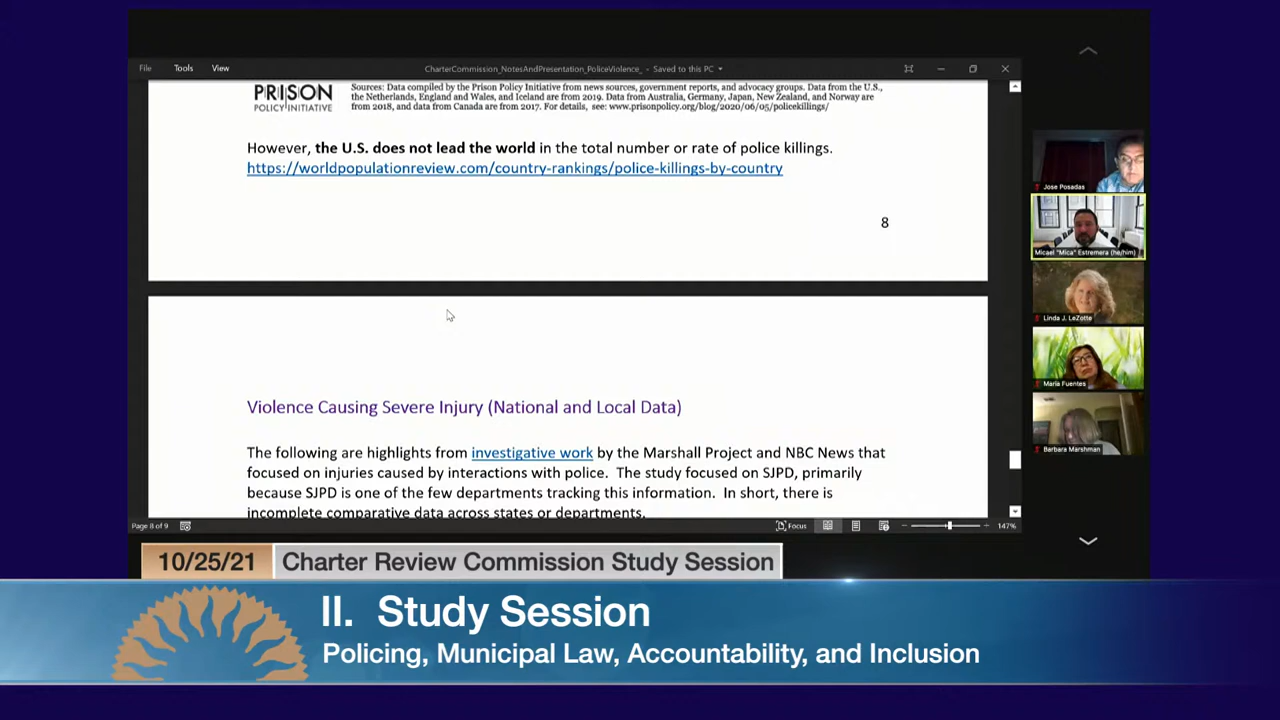 File Tools View CharterCommission_NotesAndPresentation_PoliceViolence_ - Saved to this PC
PRISON
POLICY INITIATIVE
Sources: Data compiled by the Prison Policy Initiative from news sources, government reports, and advocacy groups. Data from the U.S.,
the Netherlands, England and Wales, and Iceland are from 2019. Data from Australia, Germany, Japan, New Zealand, and Norway are
from 2018, and data from Canada are from 2017. For details, see: www.prisonpolicy.org/blog/2020/06/05/policekillings/
However, the U.S. does not lead the world in the total number or rate of police killings.
https://worldpopulationreview.com/country-rankings/police-killings-by-country
8
Violence Causing Severe Injury (National and Local Data)
The following are highlights from investigative work by the Marshall Project and NBC News that
focused on injuries caused by interactions with police. The study focused on SJPD, primarily
because SJPD is one of the few departments tracking this information. In short, there is
incomplete comparative data across states or departments.
Page 8 of 9 Focus 147%
Jose Posadas
Micael "Mica" Estremera (he/him)
Linda J. LeZotte
Maria Fuentes
Barbara Marshman
10/25/21 Charter Review Commission Study Session
II. Study Session
Policing, Municipal Law, Accountability, and Inclusion